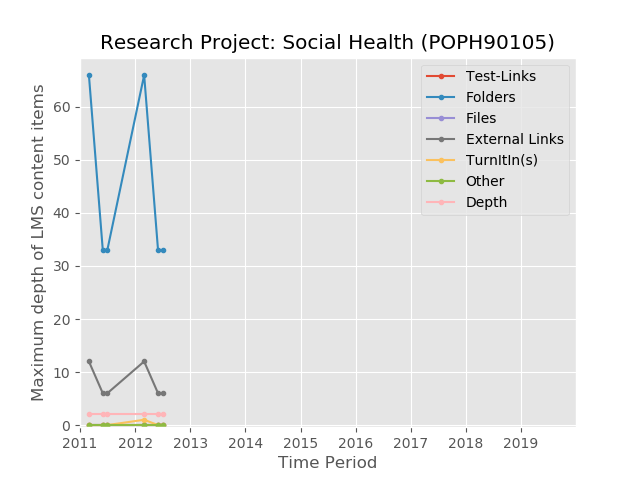 Research Project: Social Health (POPH90105)
Maximum depth of LMS content items
60
50
40
30
20
10
0
Test-Links
Folders
Files
External Links
TurnItIn(s)
Other
Depth
2011 2012 2013 2014 2015 2016 2017 2018 2019
Time Period